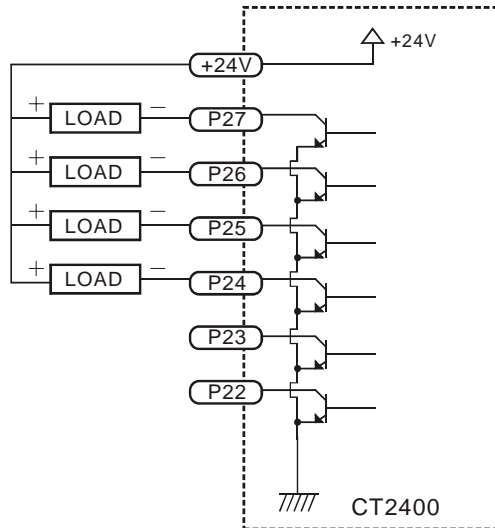 +24V
+24V
+ LOAD − P27
+ LOAD − P26
+ LOAD − P25
+ LOAD − P24
P23
P22
CT2400